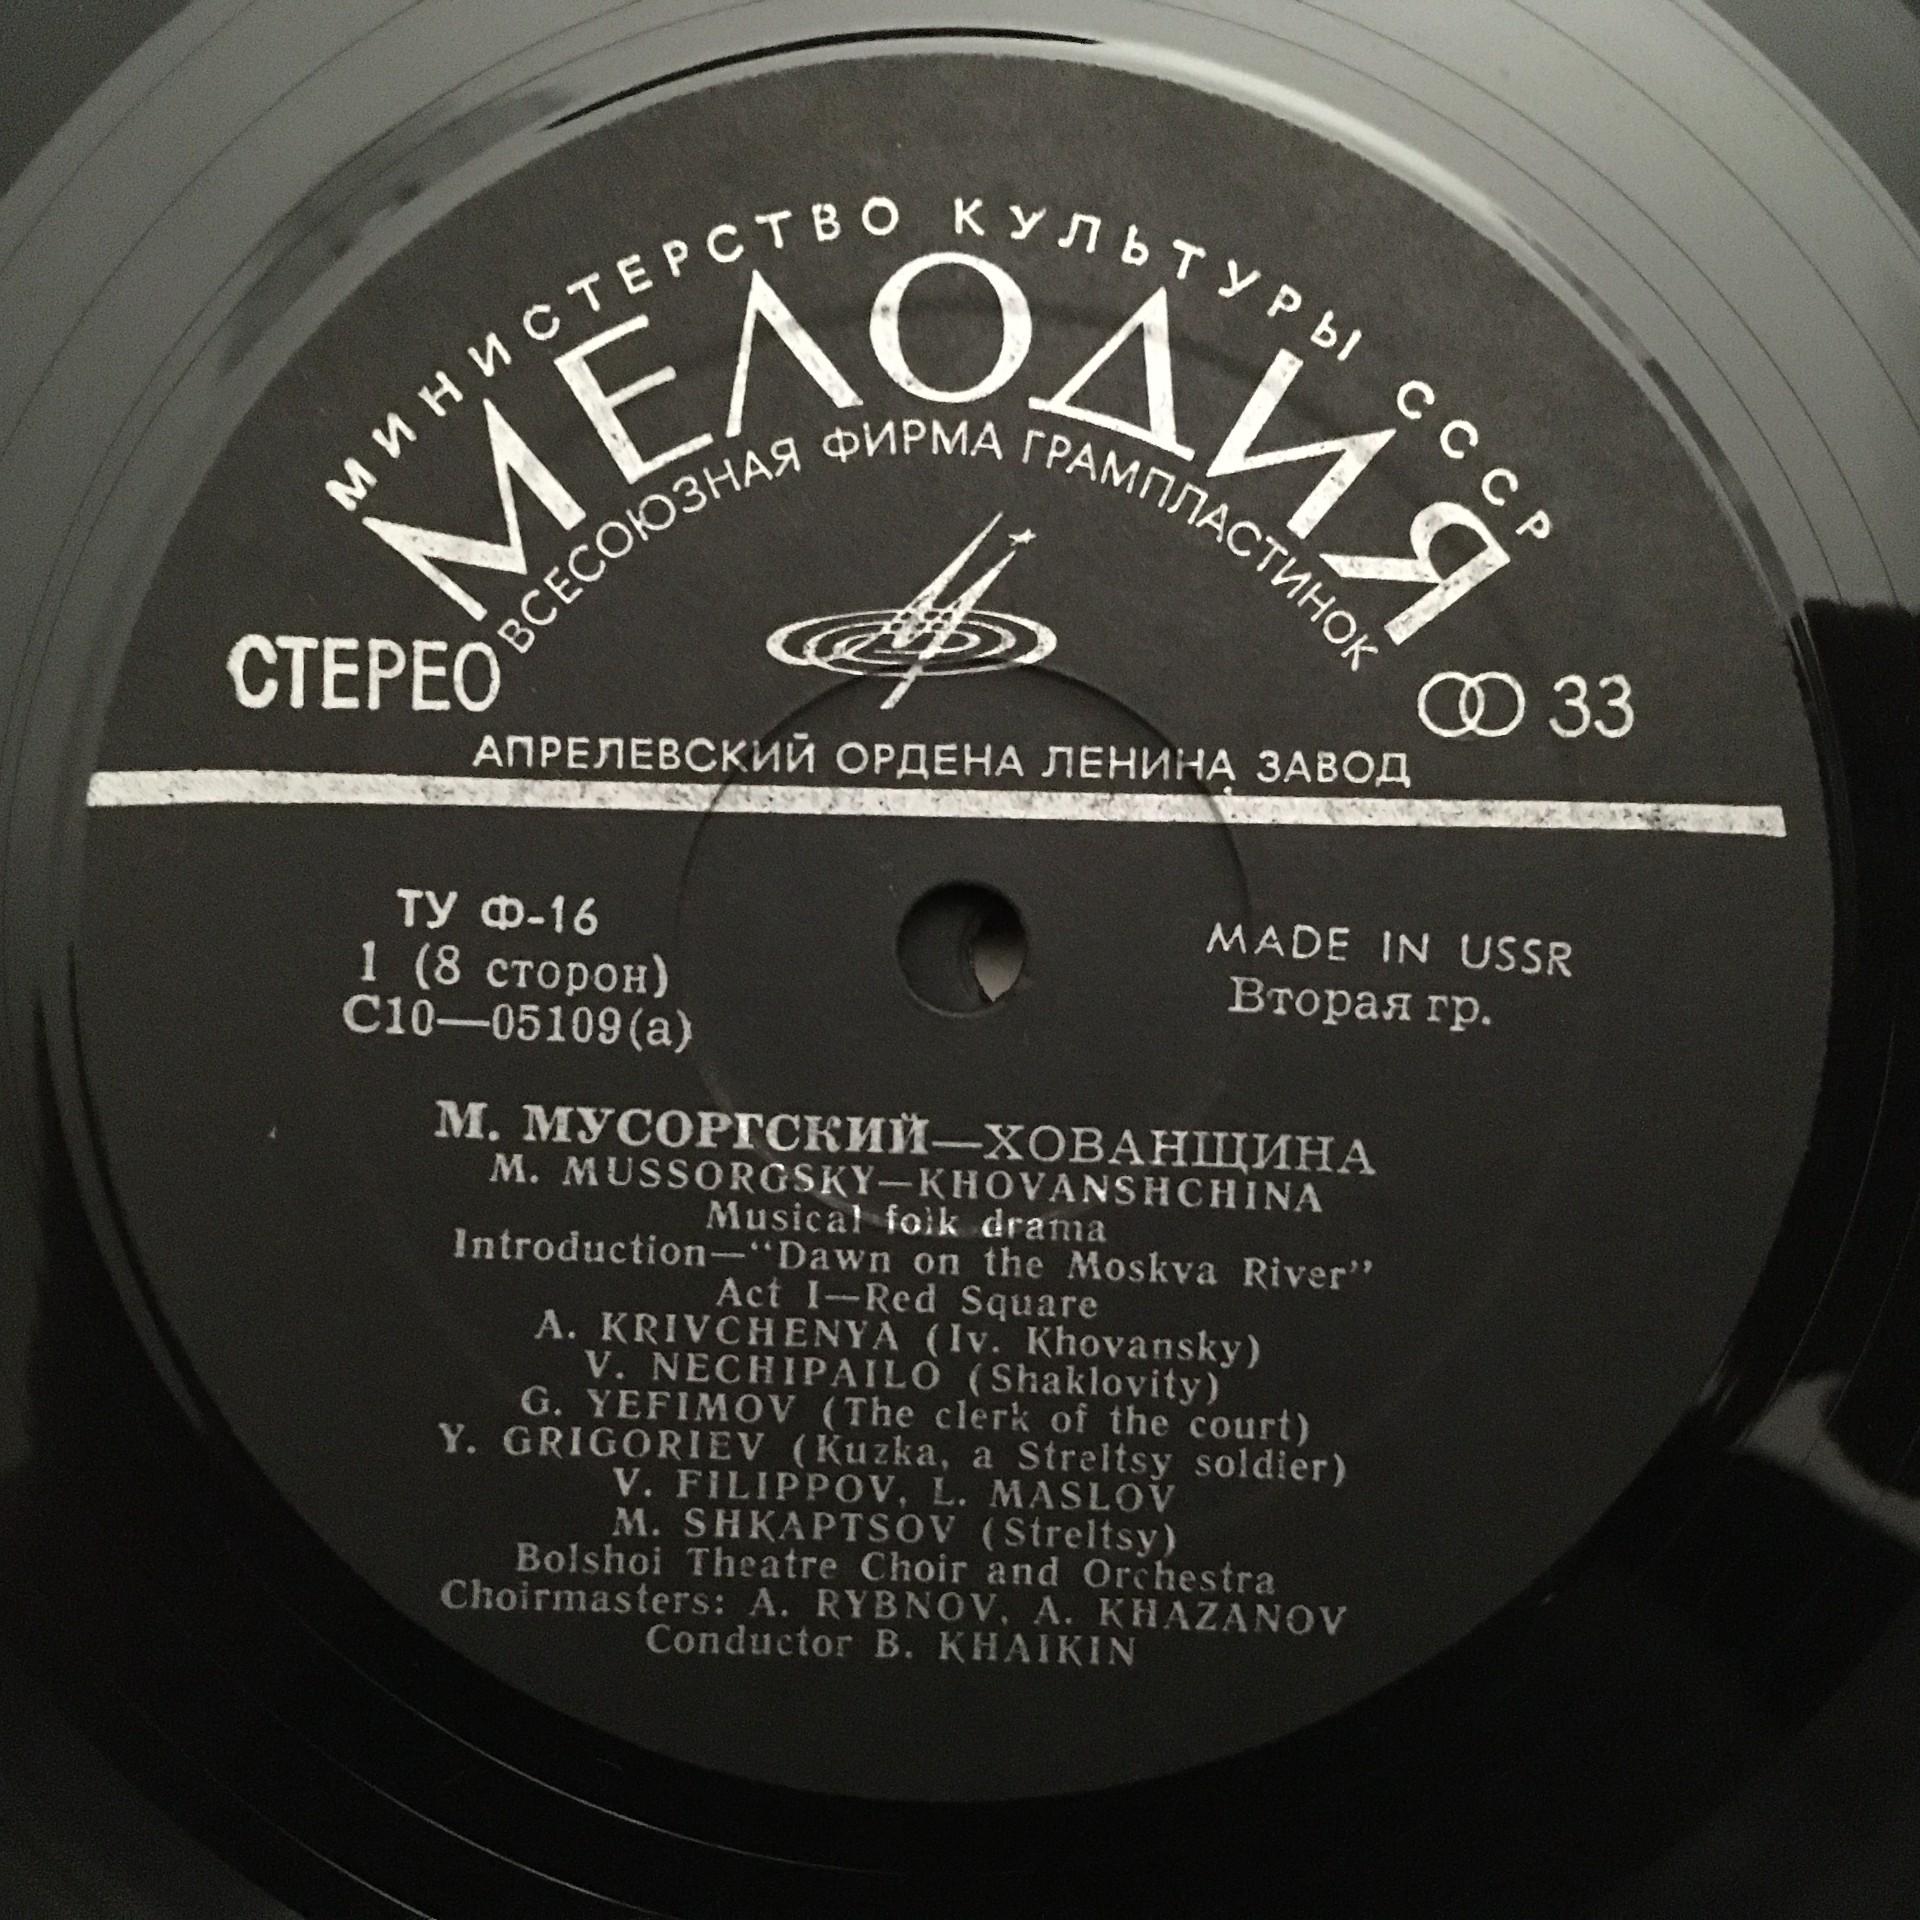 МИНИСТЕРСТВО КУЛЬТУРЫ СССР
МЕЛОДИЯ
ВСЕСОЮЗНАЯ ФИРМА ГРАМПЛАСТИНОК
СТЕРЕО
33
АПРЕЛЕВСКИЙ ОРДЕНА ЛЕНИНА ЗАВОД
ТУ Ф-16
1 (8 сторон)
С10—05109(а)
MADE IN USSR
Вторая гр.
М. МУСОРГСКИЙ—ХОВАНЩИНА
M. MUSSORGSKY—KHOVANSHCHINA
Musical folk drama
Introduction—“Dawn on the Moskva River”
Act I—Red Square
A. KRIVCHENYA (Iv. Khovansky)
V. NECHIPAILO (Shaklovity)
G. YEFIMOV (The clerk of the court)
Y. GRIGORIEV (Kuzka, a Streltsy soldier)
V. FILIPPOV, L. MASLOV
M. SHKAPTSOV (Streltsy)
Bolshoi Theatre Choir and Orchestra
Choirmasters: A. RYBNOV, A. KHAZANOV
Conductor B. KHAIKIN